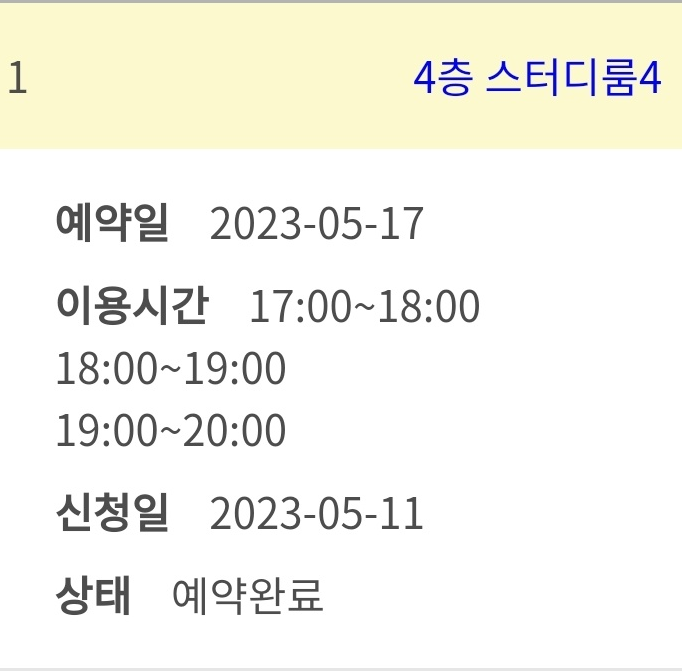 1 4층 스터디룸4
예약일 2023-05-17
이용시간 17:00~18:00
18:00~19:00
19:00~20:00
신청일 2023-05-11
상태 예약완료